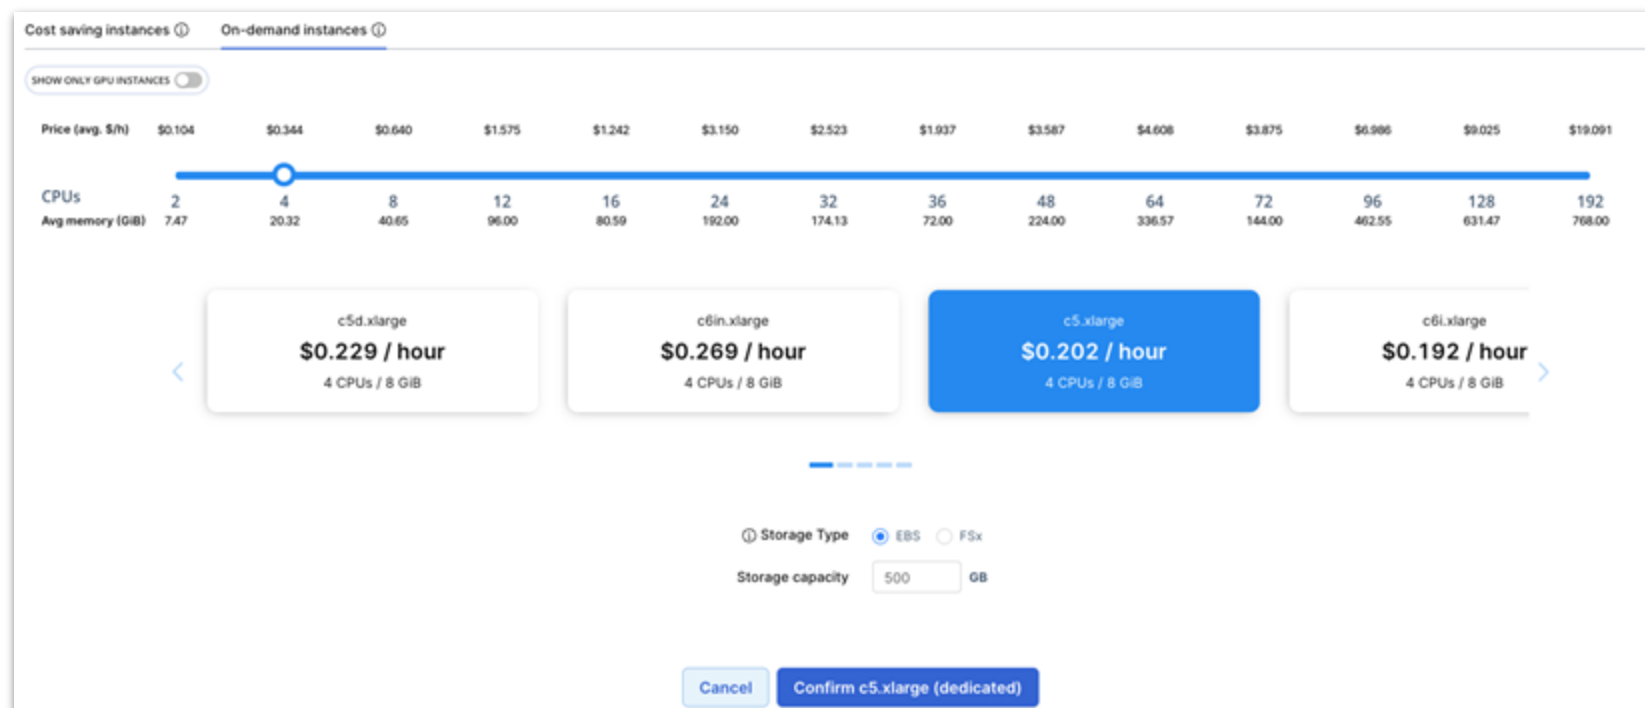 Cost saving instances On-demand instances
SHOW ONLY GPU INSTANCES
Price (avg. $/h) $0.104 $0.344 $0.640 $1.575 $1.242 $3.150 $2.523 $1.937 $3.587 $4.608 $3.875 $6.986 $9.025 $19.091
CPUs 2 4 8 12 16 24 32 36 48 64 72 96 128 192
Avg memory (GiB) 7.47 20.32 40.65 96.00 80.59 192.00 174.13 72.00 224.00 336.57 144.00 462.55 631.47 768.00
c5d.xlarge c6in.xlarge c5.xlarge c6i.xlarge
$0.229 / hour $0.269 / hour $0.202 / hour $0.192 / hour
4 CPUs / 8 GiB 4 CPUs / 8 GiB 4 CPUs / 8 GiB 4 CPUs / 8 GiB
Storage Type EBS FSx
Storage capacity 500 GB
Cancel Confirm c5.xlarge (dedicated)